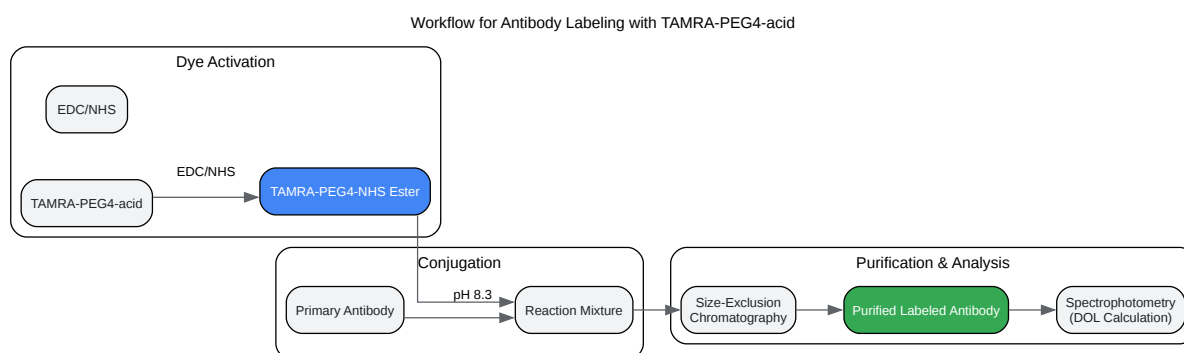 Workflow for Antibody Labeling with TAMRA-PEG4-acid
Dye Activation
EDC/NHS
EDC/NHS
TAMRA-PEG4-acid
TAMRA-PEG4-NHS Ester
Conjugation
Primary Antibody
pH 8.3
Reaction Mixture
Purification & Analysis
Size-Exclusion
Chromatography
Purified Labeled Antibody
Spectrophotometry
(DOL Calculation)